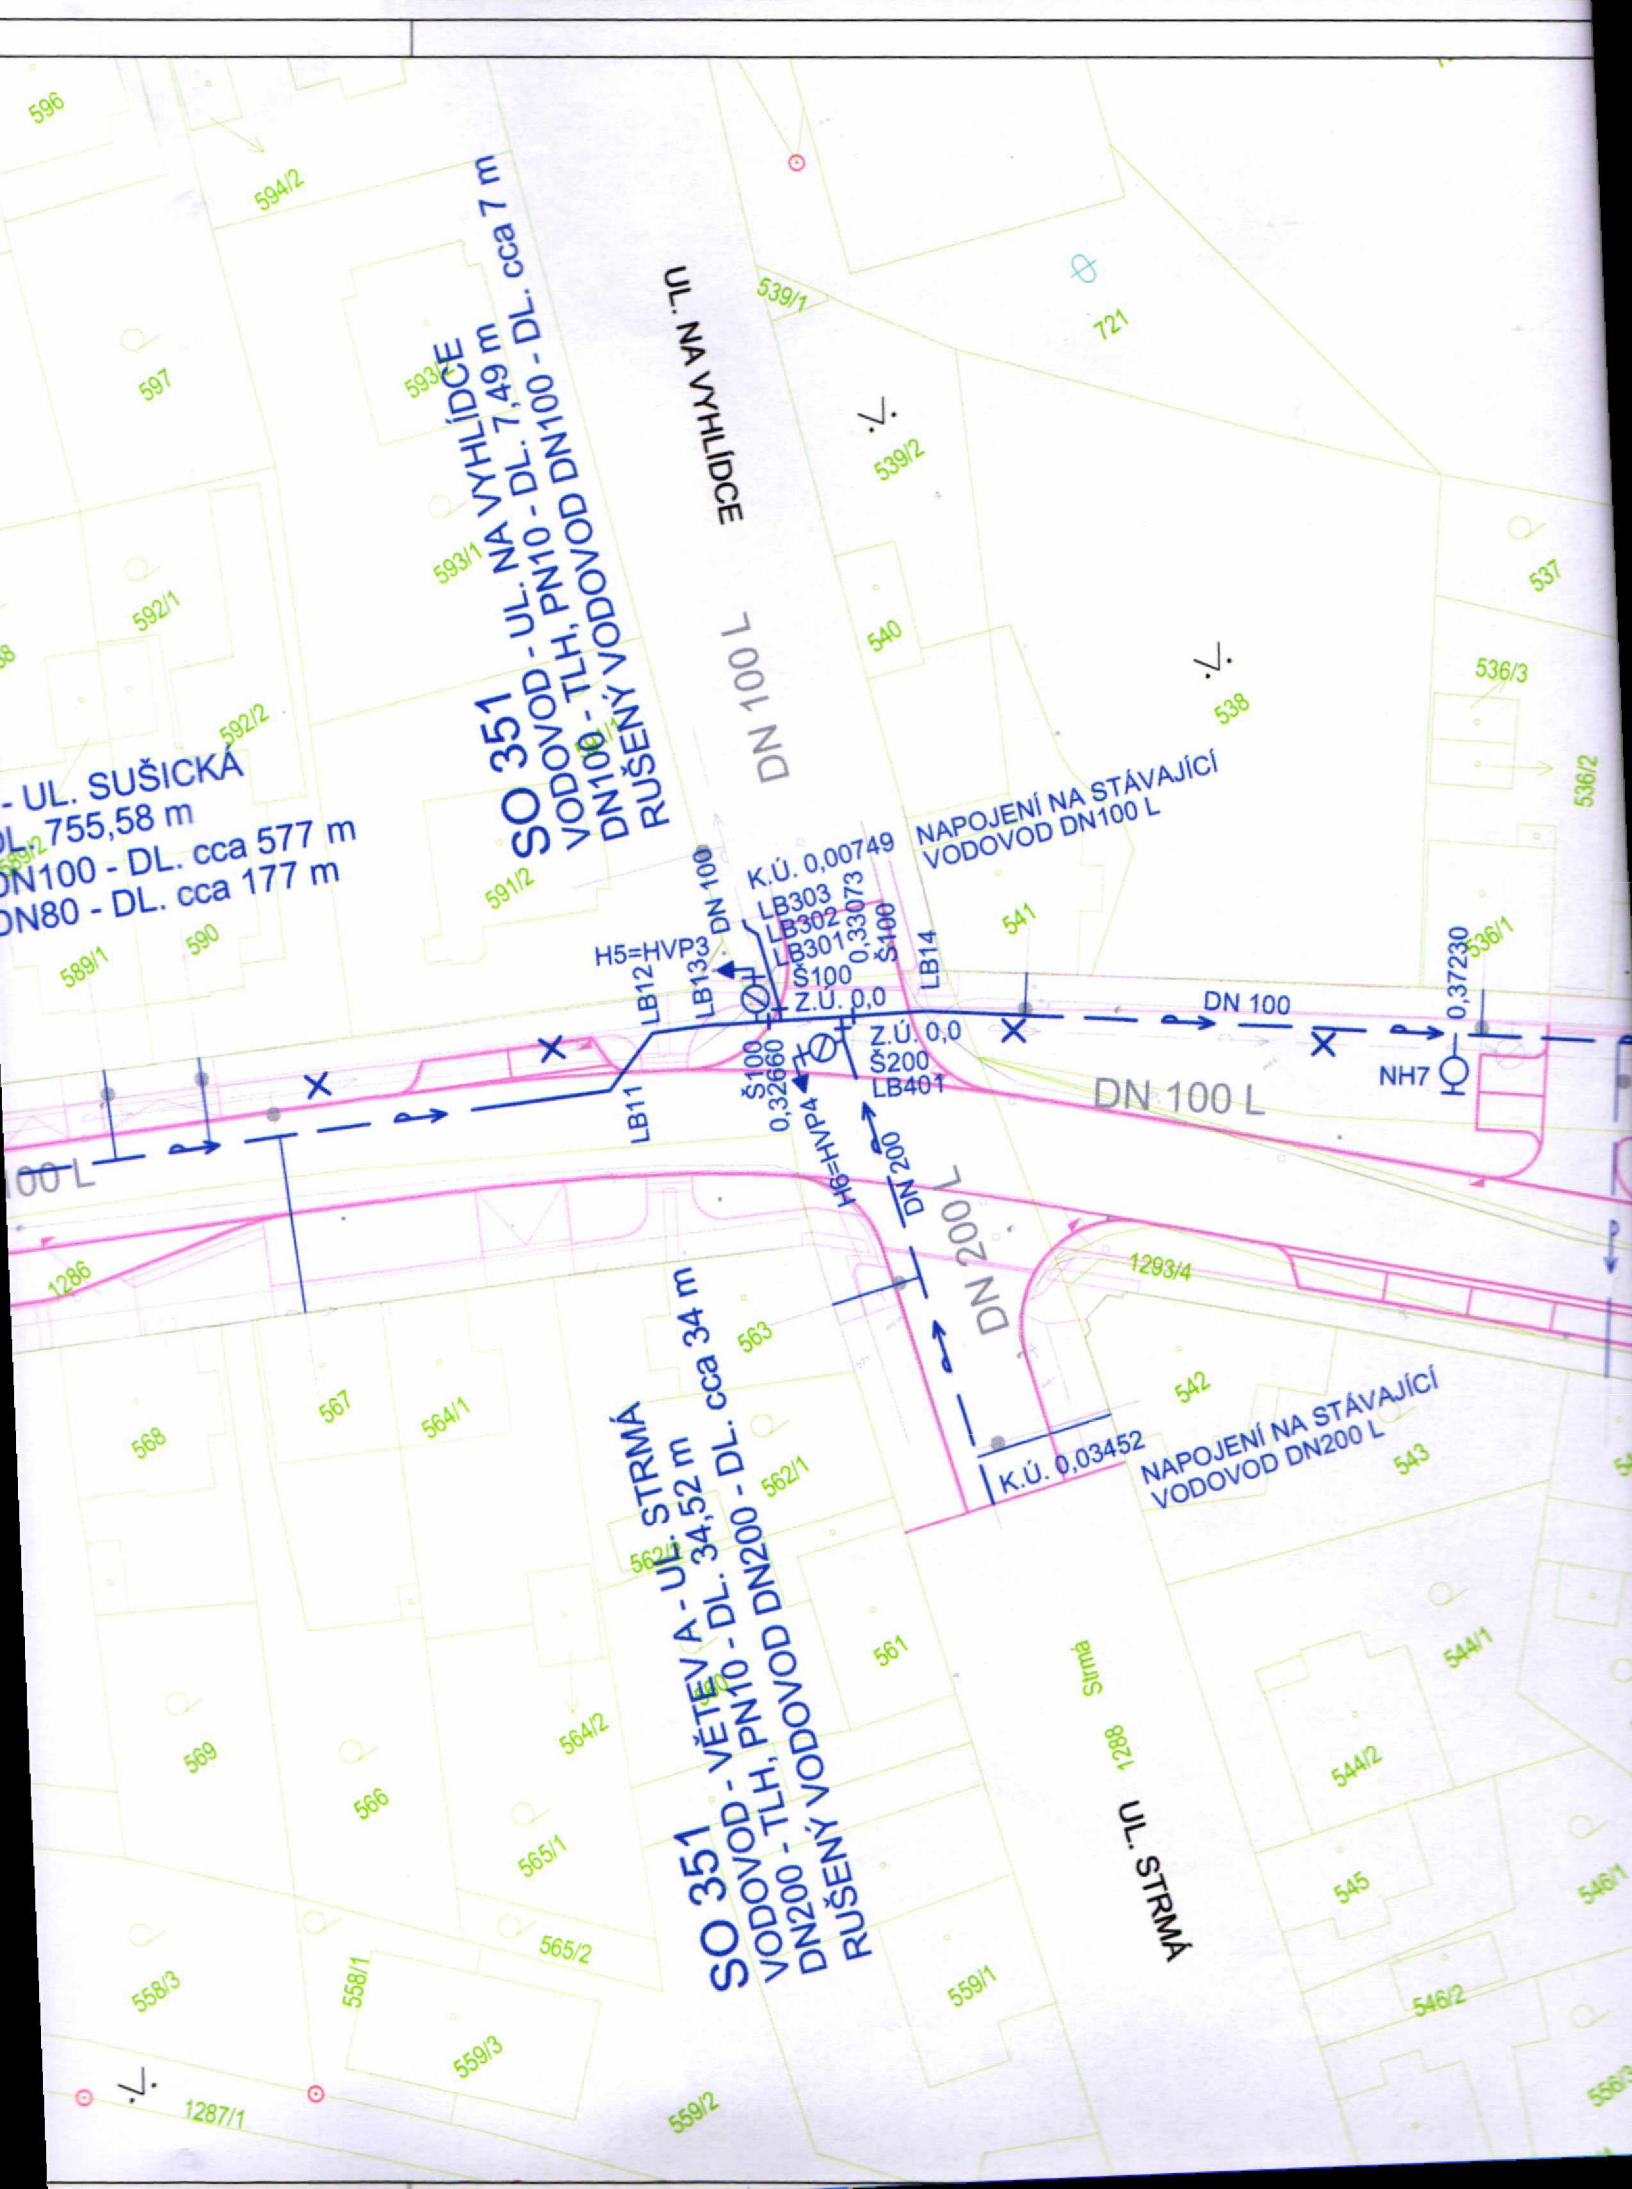 596
594/2
597
593/1
592/1
592/2
591/2
590
589/1
SO 351
VODOVOD - UL. NA VYHLÍDCE
DN100 - TLH, PN10 - DL. 7,49 m
RUŠENÝ VODOVOD DN100 - DL. cca 7 m
UL. NA VYHLÍDCE
539/1
721
539/2
540
538
537
536/3
536/2
536/1
541
DN 100 L
- UL. SUŠICKÁ
DL. 755,58 m
DN100 - DL. cca 577 m
DN80 - DL. cca 177 m
NAPOJENÍ NA STÁVAJÍCÍ
VODOVOD DN100 L
K.Ú. 0,00749
LB303
LB302
LB301
Š100
Z.Ú. 0,0
0,33073
Š100
LB14
DN 100
H5=HVP3
LB12
LB13
LB11
Š100
0,32660
Z.Ú. 0,0
Š200
LB401
H6=HVP4
DN 200
DN 100
0,37230
NH7
DN 100 L
100 L
DN 200 L
1286
1293/4
563
567
568
564/1
562/1
542
543
K.Ú. 0,03452
NAPOJENÍ NA STÁVAJÍCÍ
VODOVOD DN200 L
SO 351
VODOVOD - VĚTEV A - UL. STRMÁ
DN200 - TLH, PN10 - DL. 34,52 m
RUŠENÝ VODOVOD DN200 - DL. cca 34 m
561
Strmá
1288
UL. STRMÁ
544/1
544/2
545
546/1
546/2
569
566
564/2
565/1
565/2
558/3
558/1
559/3
559/1
559/2
1287/1